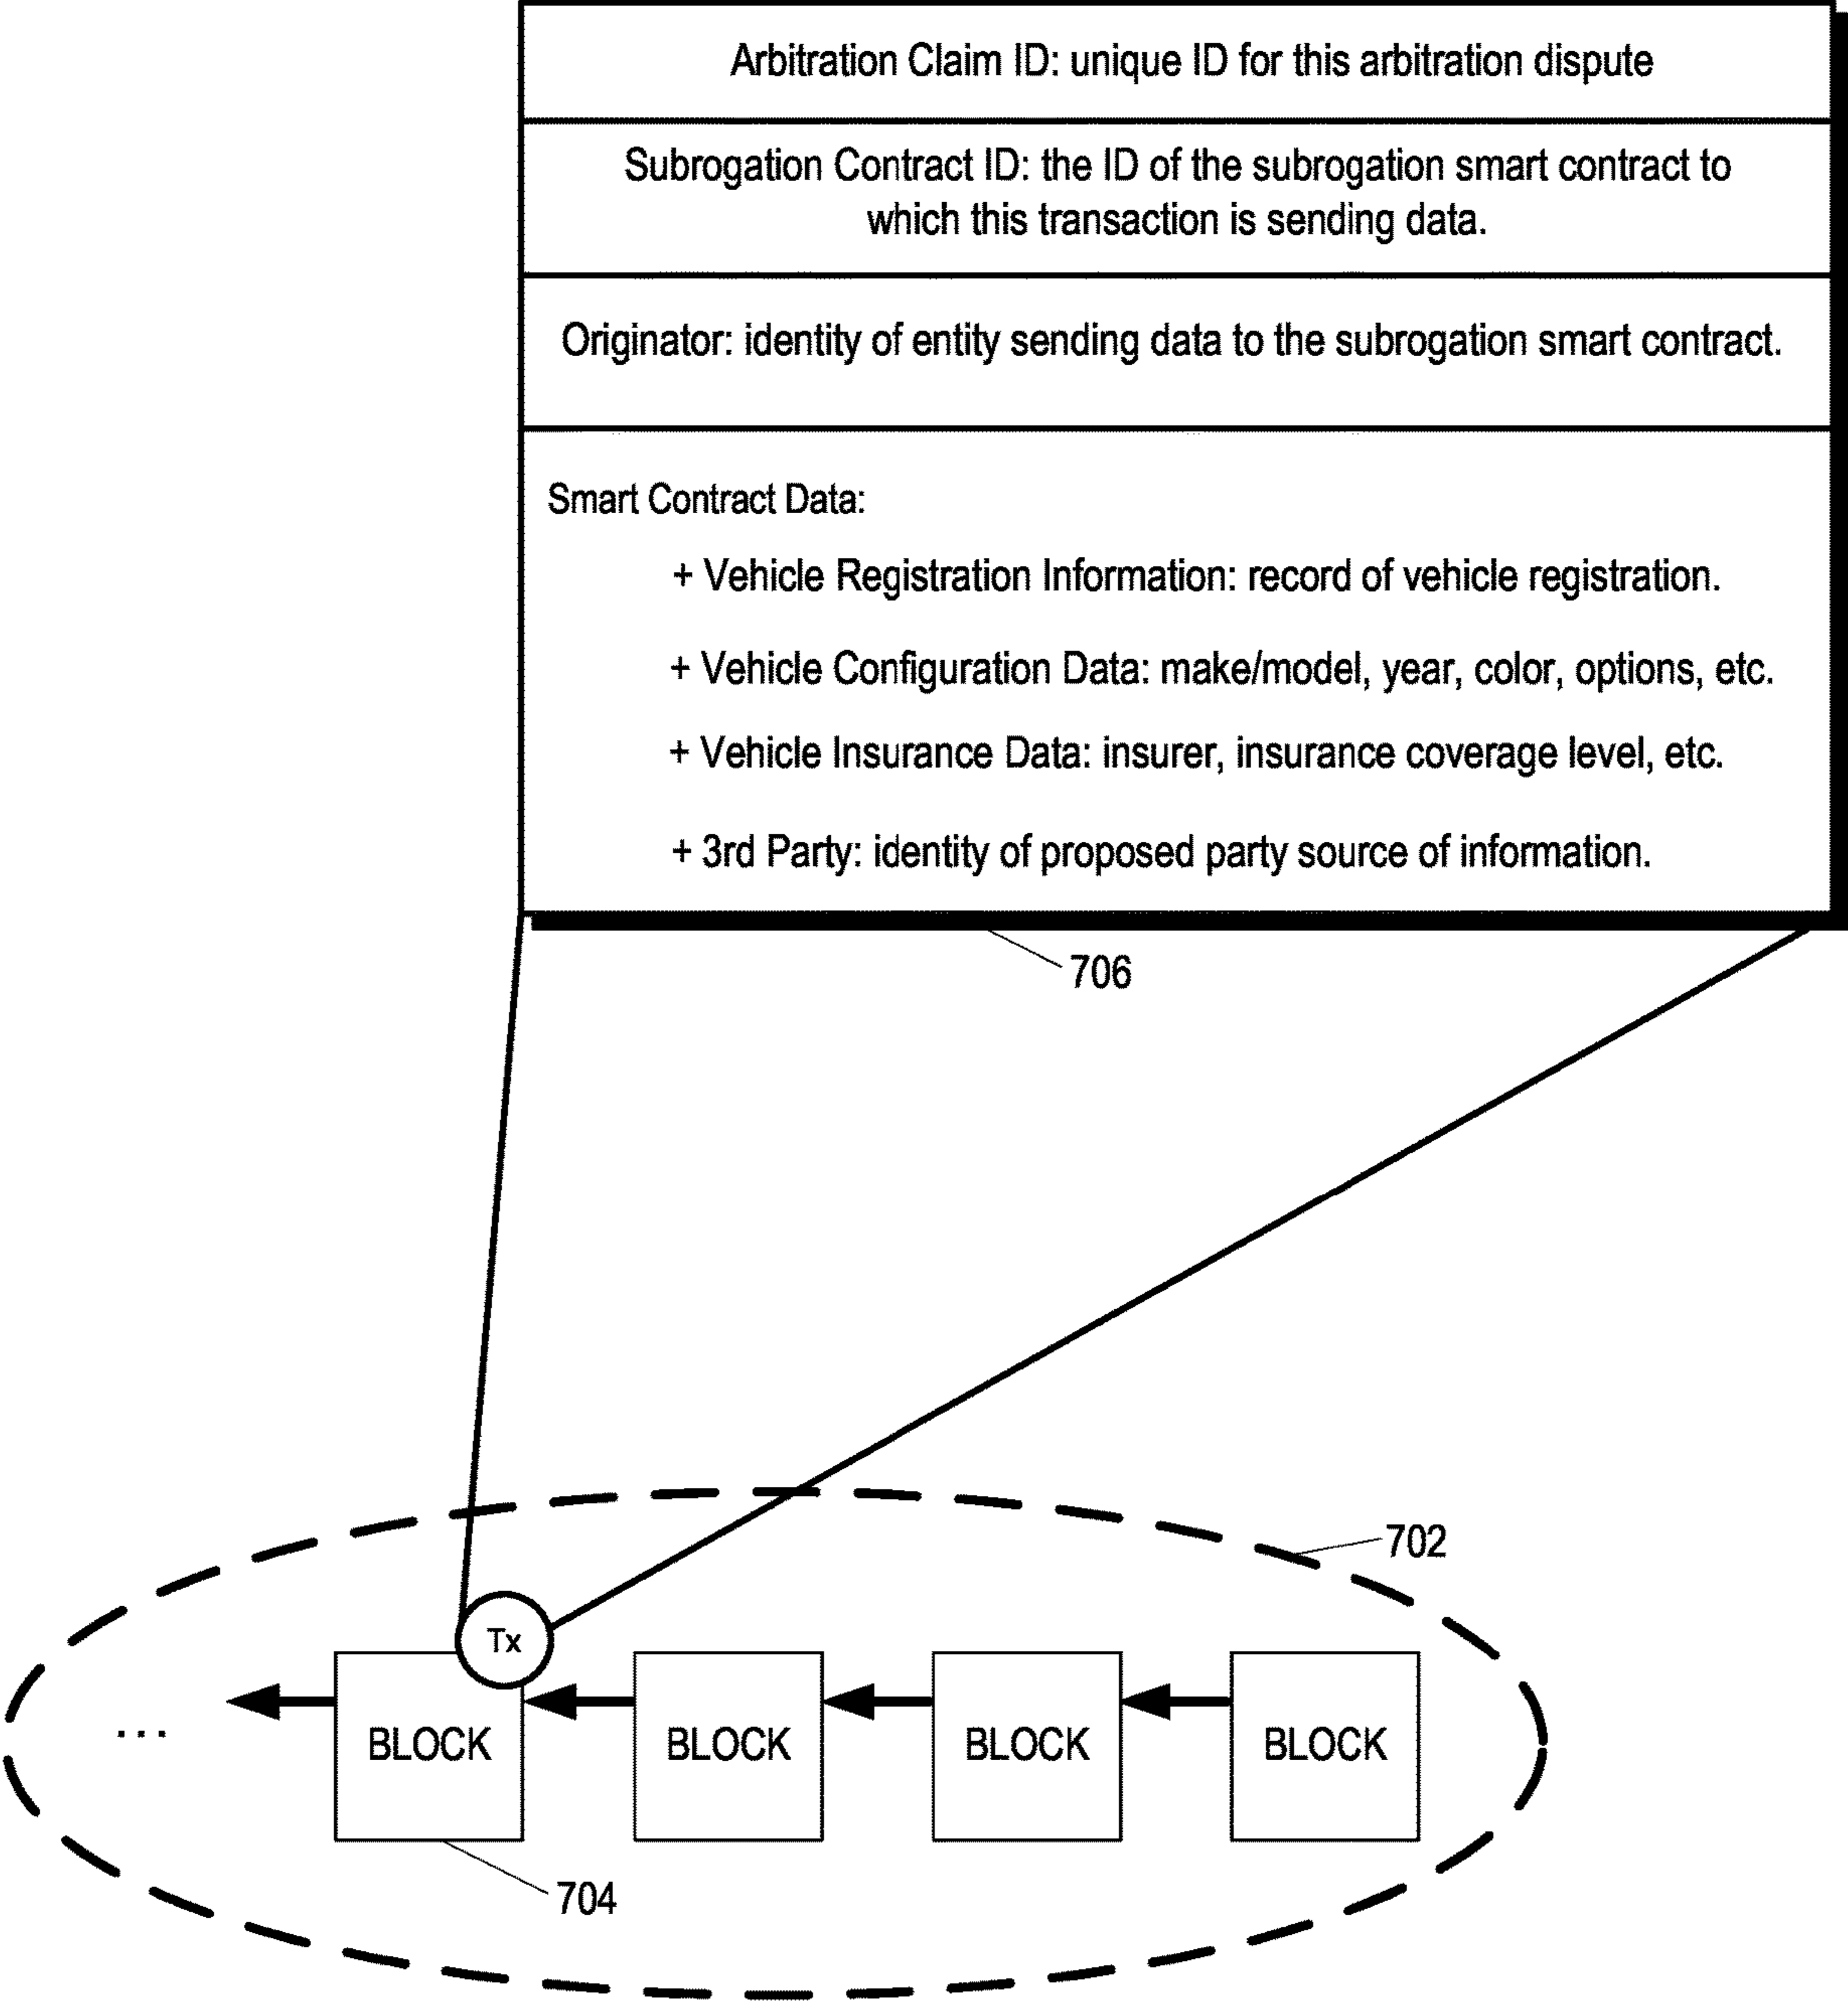 Arbitration Claim ID: unique ID for this arbitration dispute
Subrogation Contract ID: the ID of the subrogation smart contract to
which this transaction is sending data.
Originator: identity of entity sending data to the subrogation smart contract.
Smart Contract Data:
+ Vehicle Registration Information: record of vehicle registration.
+ Vehicle Configuration Data: make/model, year, color, options, etc.
+ Vehicle Insurance Data: insurer, insurance coverage level, etc.
+ 3rd Party: identity of proposed party source of information.
706
702
Tx
...
BLOCK
BLOCK
BLOCK
BLOCK
704